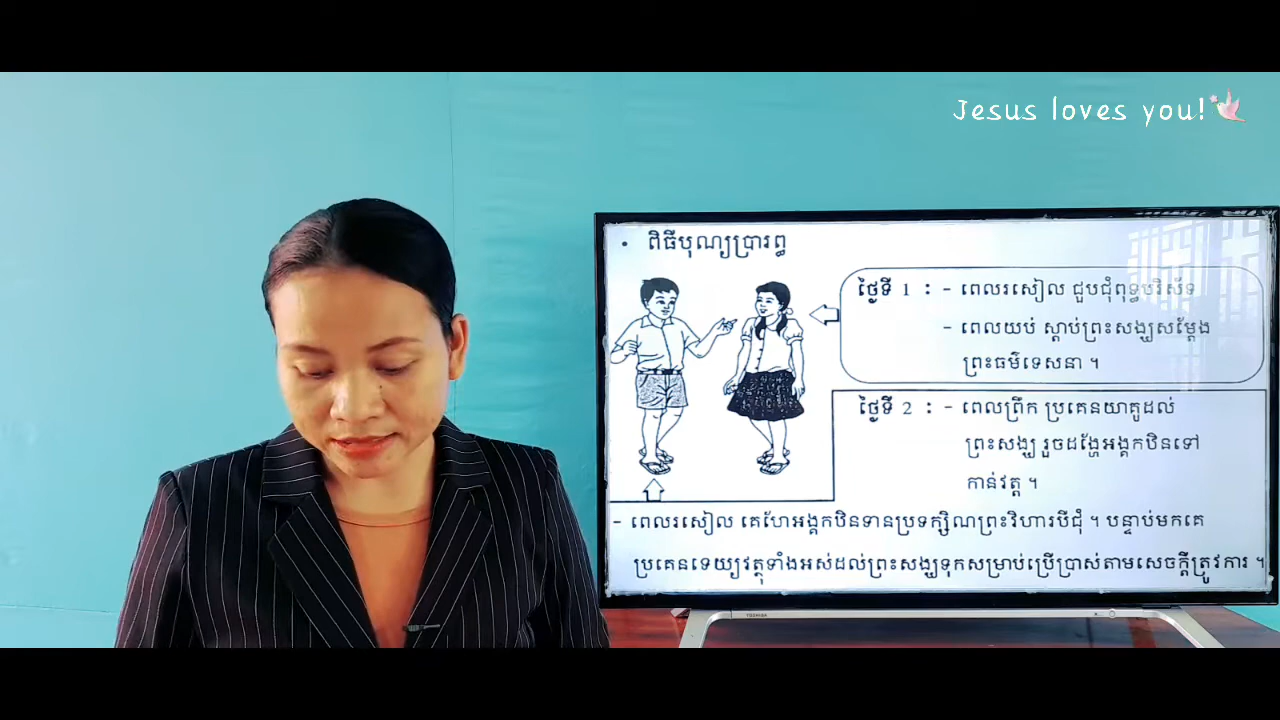 Jesus loves you!
• ពិធីបុណ្យប្រារព្ធ
ថ្ងៃទី 1 : - ពេលរសៀល ជួបជុំពុទ្ធបរិស័ទ
- ពេលយប់ ស្ដាប់ព្រះសង្ឃសម្ដែង
ព្រះធម៌ទេសនា ។
ថ្ងៃទី 2 : - ពេលព្រឹក ប្រគេនយាគូដល់
ព្រះសង្ឃ រួចដង្ហែអង្គកឋិនទៅ
កាន់វត្ត ។
- ពេលរសៀល គេហែអង្គកឋិនទានប្រទក្សិណព្រះវិហារបីជុំ ។ បន្ទាប់មកគេ
ប្រគេនទេយ្យវត្ថុទាំងអស់ដល់ព្រះសង្ឃទុកសម្រាប់ប្រើប្រាស់តាមសេចក្ដីត្រូវការ ។
TOSHIBA